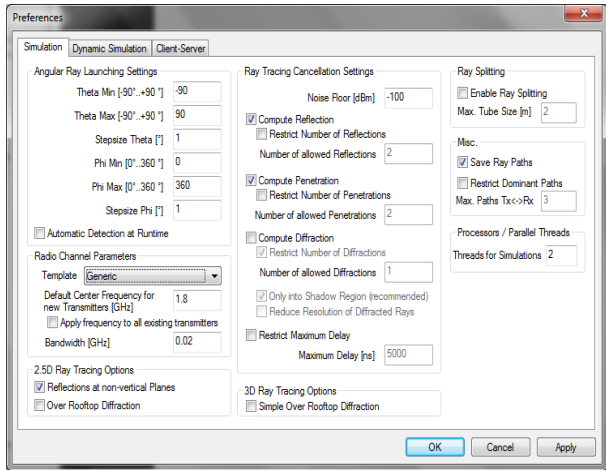 Preferences
Simulation Dynamic Simulation Client-Server
Angular Ray Launching Settings
Theta Min [-90°..+90 °] -90
Theta Max [-90°..+90 °] 90
Stepsize Theta [°] 1
Phi Min [0°..360 °] 0
Phi Max [0°..360 °] 360
Stepsize Phi [°] 1
Automatic Detection at Runtime
Radio Channel Parameters
Template Generic
Default Center Frequency for
new Transmitters [GHz] 1.8
Apply frequency to all existing transmitters
Bandwidth [GHz] 0.02
2.5D Ray Tracing Options
Reflections at non-vertical Planes
Over Rooftop Diffraction
Ray Tracing Cancellation Settings
Noise Floor [dBm] -100
Compute Reflection
Restrict Number of Reflections
Number of allowed Reflections 2
Compute Penetration
Restrict Number of Penetrations
Number of allowed Penetrations 2
Compute Diffraction
Restrict Number of Diffractions
Number of allowed Diffractions 1
Only into Shadow Region (recommended)
Reduce Resolution of Diffracted Rays
Restrict Maximum Delay
Maximum Delay [ns] 5000
3D Ray Tracing Options
Simple Over Rooftop Diffraction
Ray Splitting
Enable Ray Splitting
Max. Tube Size [m] 2
Misc.
Save Ray Paths
Restrict Dominant Paths
Max. Paths Tx<->Rx 3
Processors / Parallel Threads
Threads for Simulations 2
OK Cancel Apply